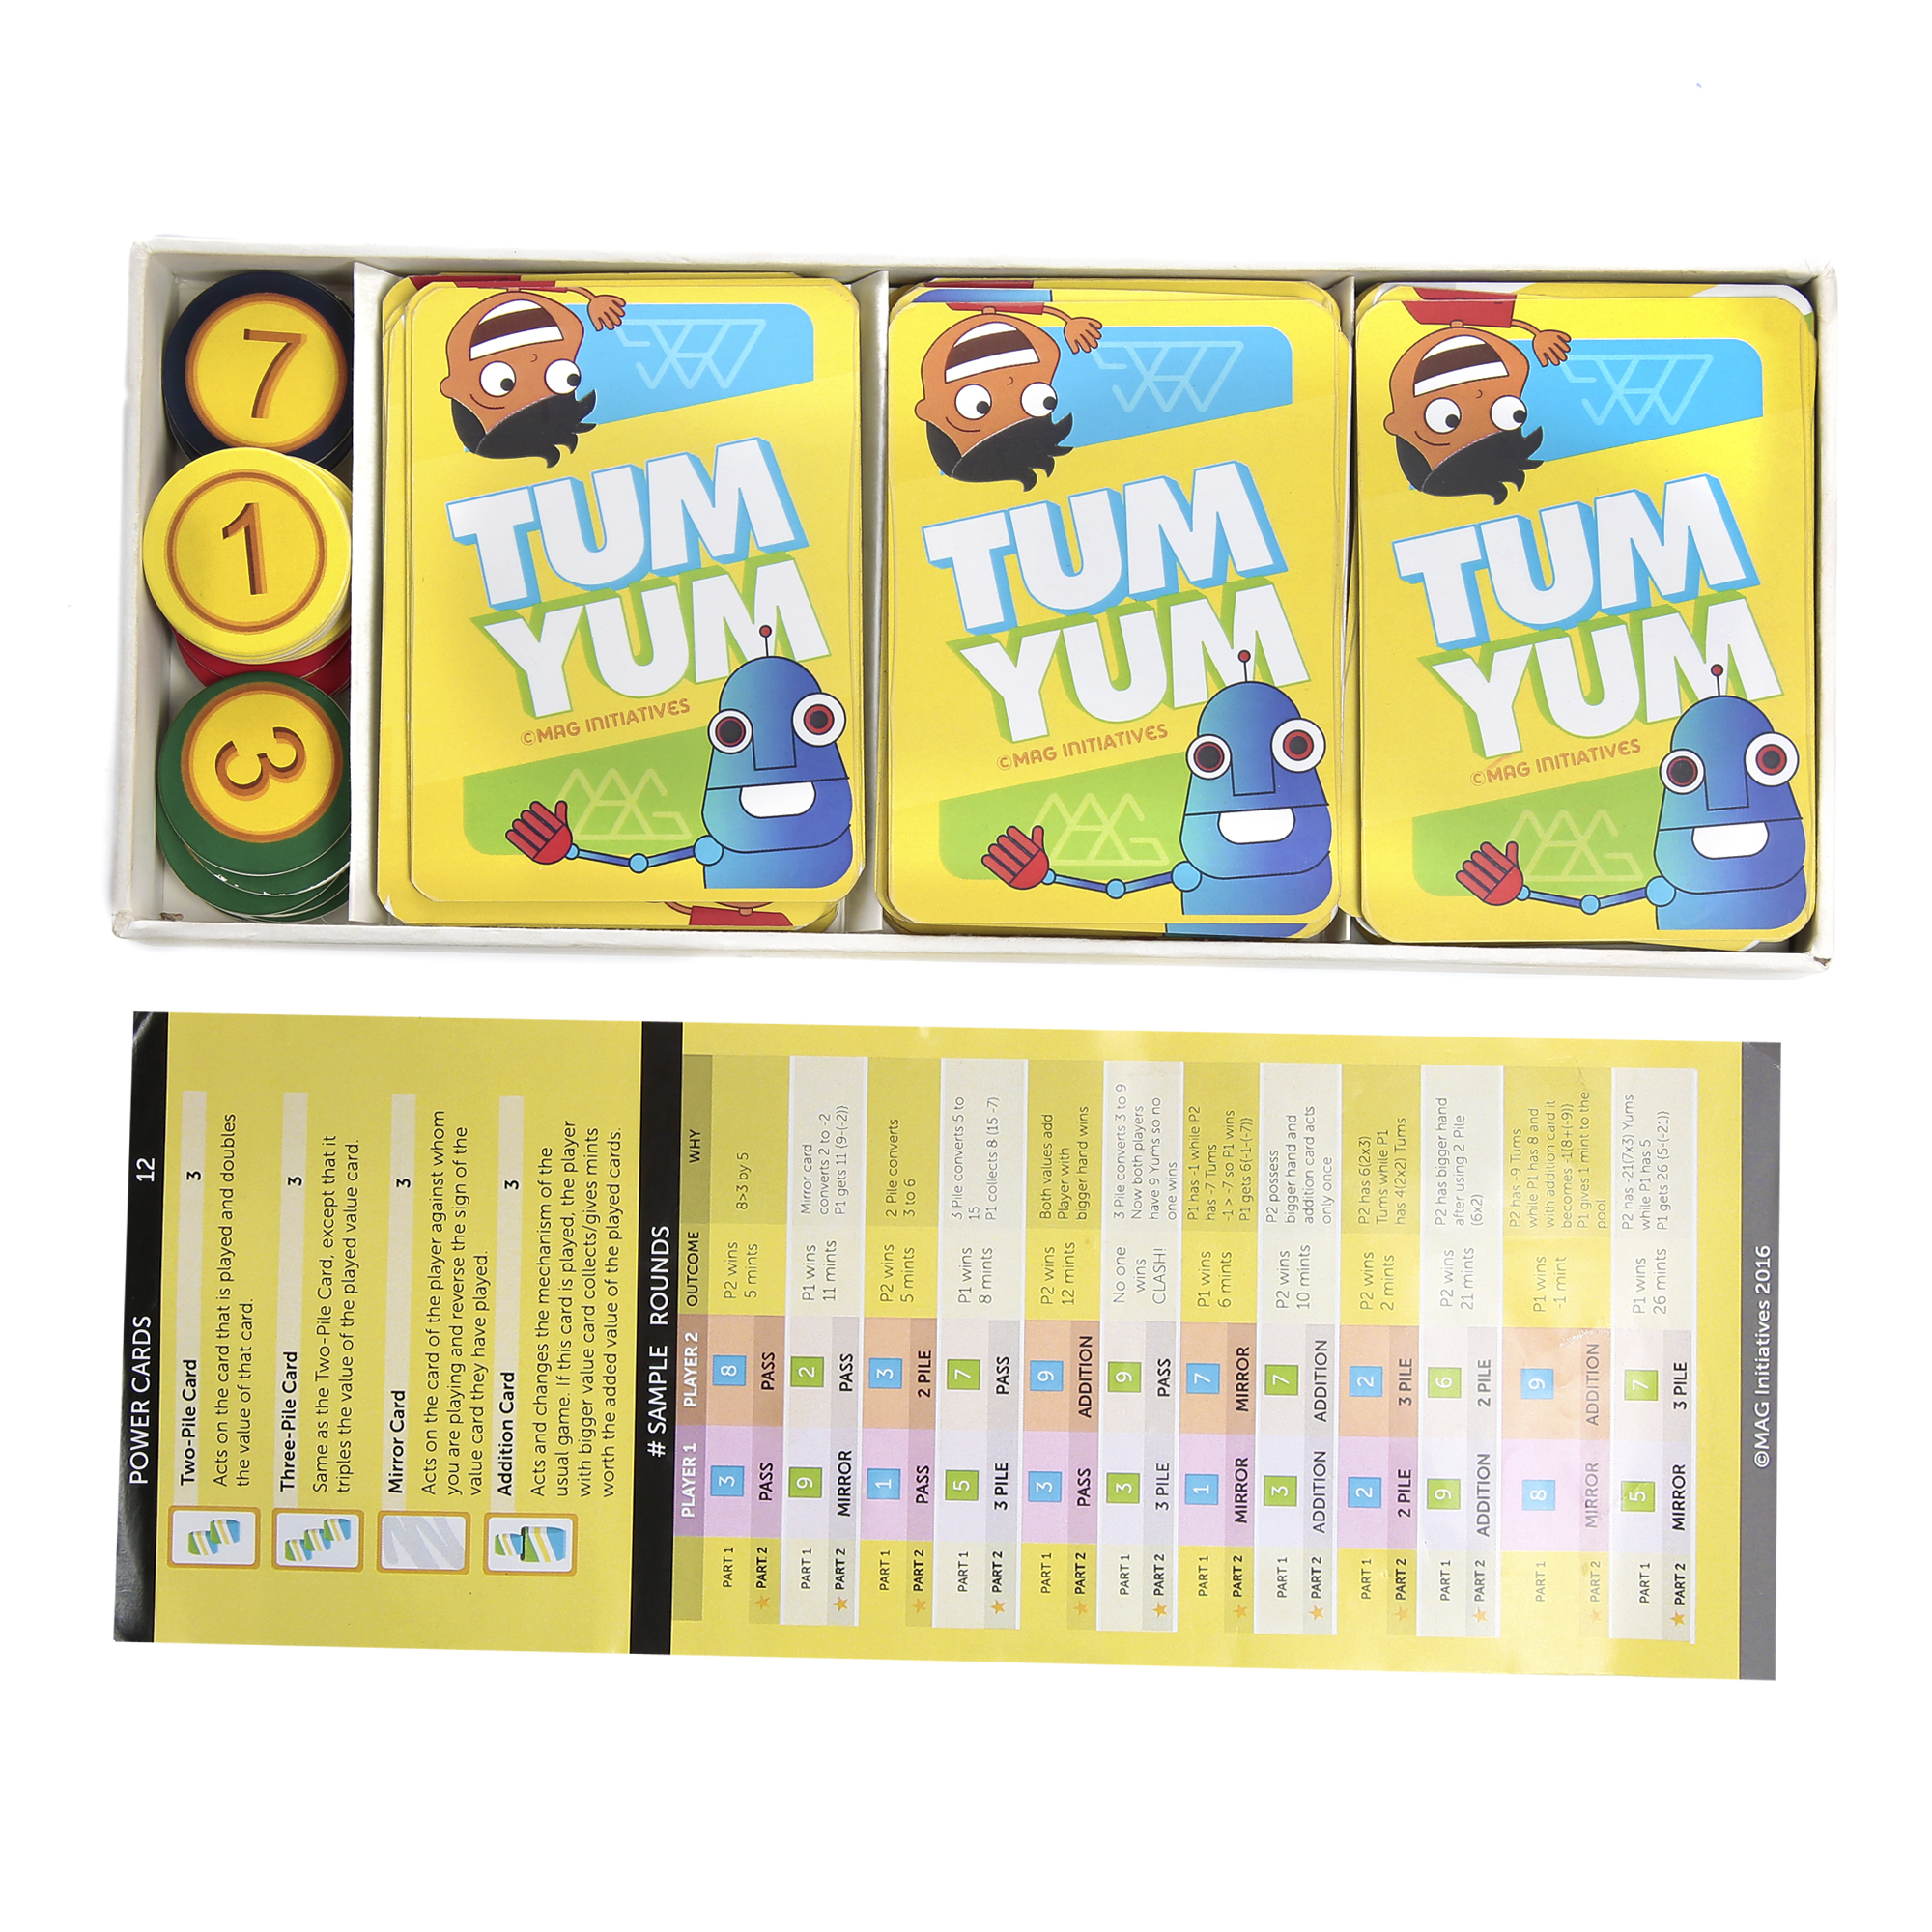 7
1
3
TUM
YUM
©MAG INITIATIVES
MAG
MAG
TUM
YUM
©MAG INITIATIVES
MAG
MAG
TUM
YUM
©MAG INITIATIVES
MAG
MAG
POWER CARDS 12
Two-Pile Card 3
Acts on the card that is played and doubles
the value of that card.
Three-Pile Card 3
Same as the Two-Pile Card, except that it
triples the value of the played value card.
Mirror Card 3
Acts on the card of the player against whom
you are playing and reverse the sign of the
value card they have played.
Addition Card 3
Acts and changes the mechanism of the
usual game. If this card is played, the player
with bigger value card collects/gives mints
worth the added value of the played cards.
# SAMPLE ROUNDS
PLAYER 1 PLAYER 2 OUTCOME WHY
PART 1 3 8 P2 wins
PART 2 PASS PASS 5 mints
8>3 by 5
PART 1 9 2 P1 wins
PART 2 MIRROR PASS 11 mints
Mirror card
converts 2 to -2
P1 gets 11 (9-(-2))
PART 1 1 3 P2 wins
PART 2 PASS 2 PILE 5 mints
2 Pile converts
3 to 6
PART 1 5 7 P1 wins
PART 2 3 PILE PASS 8 mints
3 Pile converts 5 to
15
P1 collects 8 (15 -7)
PART 1 3 9 P2 wins
PART 2 PASS ADDITION 12 mints
Both values add
Player with
bigger hand wins
PART 1 3 9 No one
PART 2 3 PILE PASS wins
CLASH!
3 Pile converts 3 to 9
Now both players
have 9 Yums so no
one wins
PART 1 1 7 P1 wins
PART 2 MIRROR MIRROR 6 mints
P1 has -1 while P2
has -7 Tums
-1 > -7 so P1 wins
P1 gets 6(-1-(-7))
PART 1 3 7 P2 wins
PART 2 ADDITION ADDITION 10 mints
P2 possess
bigger hand and
addition card acts
only once
PART 1 2 2 P2 wins
PART 2 2 PILE 3 PILE 2 mints
P2 has 6(2x3)
Tums while P1
has 4(2x2) Tums
PART 1 9 6 P2 wins
PART 2 ADDITION 2 PILE 21 mints
P2 has bigger hand
after using 2 Pile
(6x2)
PART 1 8 9 P1 wins
PART 2 MIRROR ADDITION -1 mint
P2 has -9 Tums
while P1 has 8 and
with addition card it
becomes -1(8+(-9))
P1 gives 1 mint to the
pool
PART 1 5 7 P1 wins
PART 2 MIRROR 3 PILE 26 mints
P2 has -21(7x3) Yums
while P1 has 5
P1 gets 26 (5-(-21))
©MAG Initiatives 2016